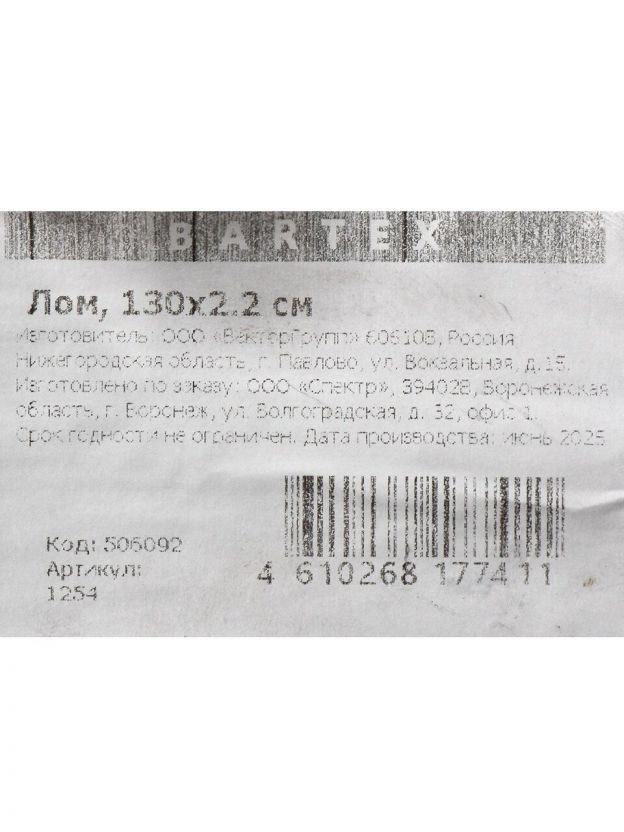 BARTEX
Лом, 130х2.2 см
Изготовитель: ООО «ВекторГрупп» 606108, Россия
Нижегородская область, г. Павлово, ул. Вокзальная, д.15.
Изготовлено по заказу: ООО «Спектр», 394028, Воронежская
область, г. Воронеж, ул. Волгоградская, д. 32, офис 1.
Срок годности не ограничен. Дата производства: июнь 2025
Код: 506092
Артикул:
1254
4 610268 177411